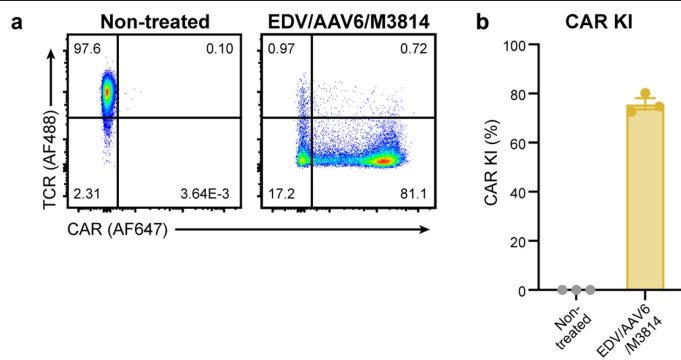 a
Non-treated
EDV/AAV6/M3814
97.6
0.10
2.31
3.64E-3
0.97
0.72
17.2
81.1
TCR (AF488)
CAR (AF647)
b
CAR KI
CAR KI (%)
100
80
60
40
20
0
Non-
treated
EDV/AAV6
/M3814